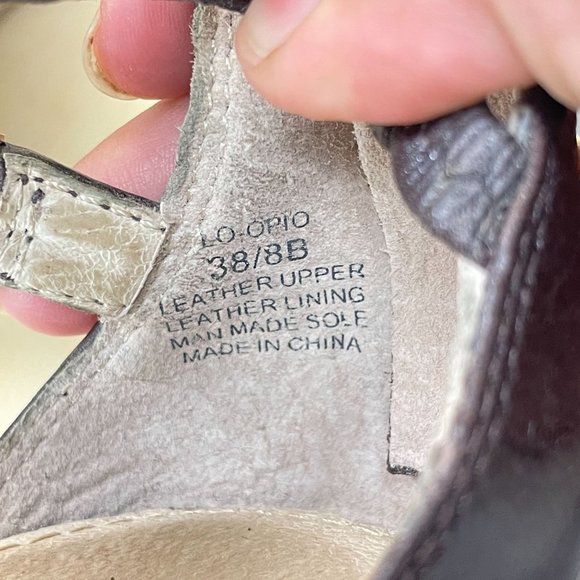 LO-OPIO
38/8B
LEATHER UPPER
LEATHER LINING
MAN MADE SOLE
MADE IN CHINA